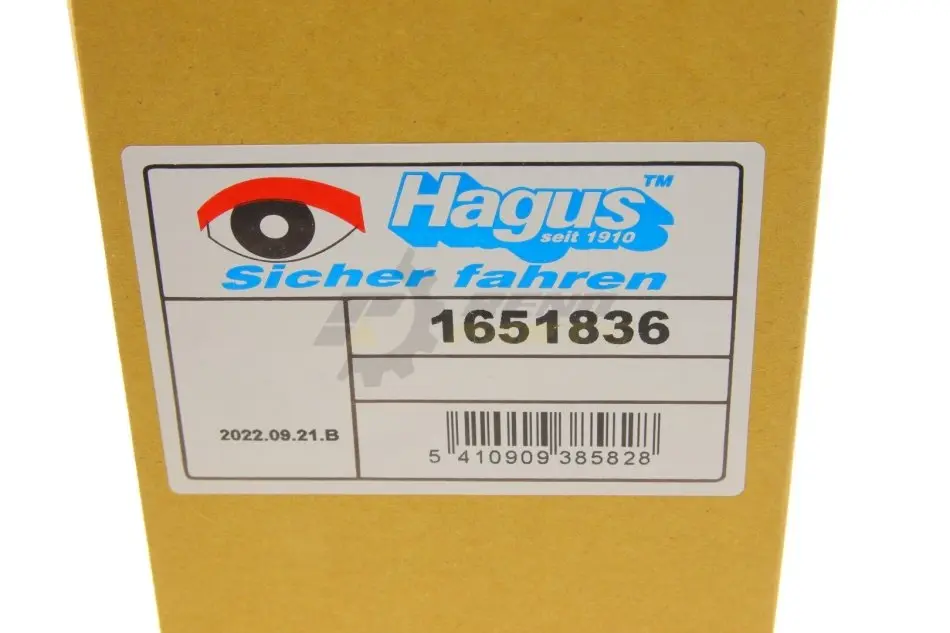 Hagus™
seit 1910
Sicher fahren
1651836
2022.09.21.B
5 410909 385828